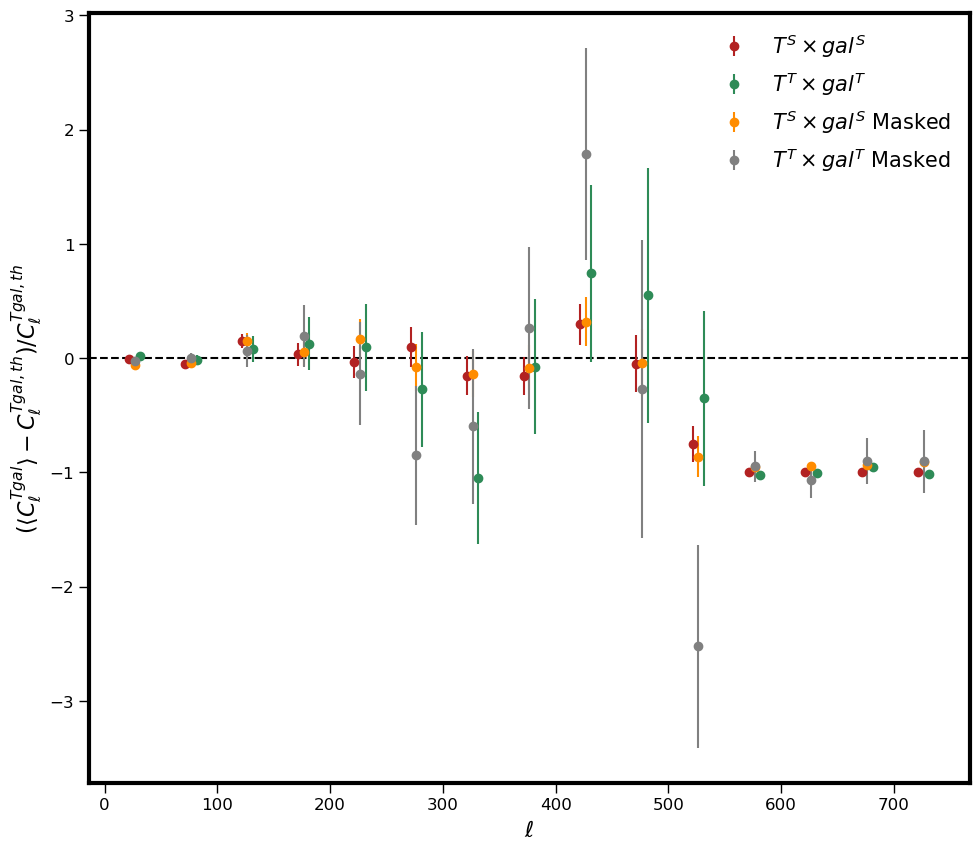 3
2
1
0
−1
−2
−3
(⟨C_ℓ^{Tgal}⟩ − C_ℓ^{Tgal, th})/C_ℓ^{Tgal, th}
T^S × gal^S
T^T × gal^T
T^S × gal^S Masked
T^T × gal^T Masked
0 100 200 300 400 500 600 700
ℓ